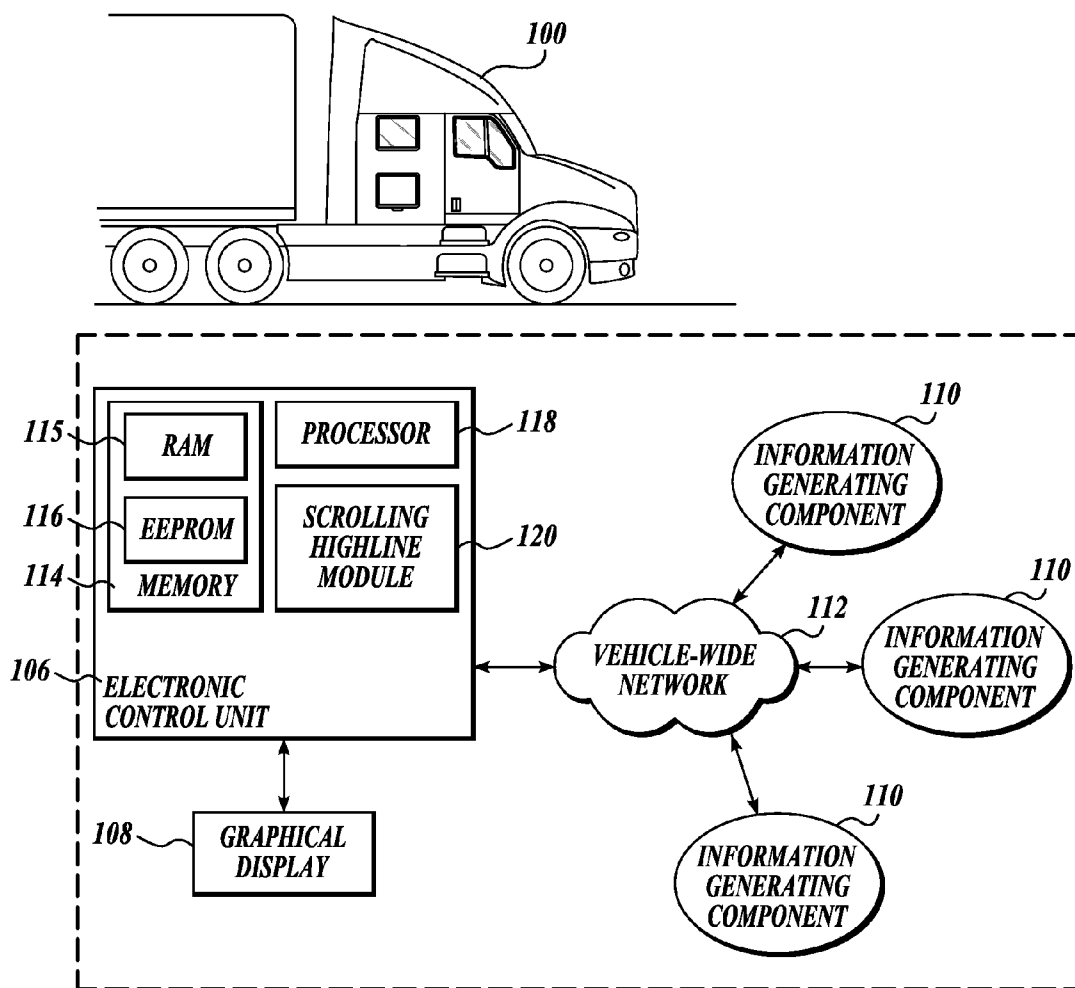 100
115
RAM
PROCESSOR
118
116
EEPROM
SCROLLING
HIGHLINE
MODULE
120
114
MEMORY
106
ELECTRONIC
CONTROL UNIT
108
GRAPHICAL
DISPLAY
VEHICLE-WIDE
NETWORK
112
110
INFORMATION
GENERATING
COMPONENT
110
INFORMATION
GENERATING
COMPONENT
110
INFORMATION
GENERATING
COMPONENT